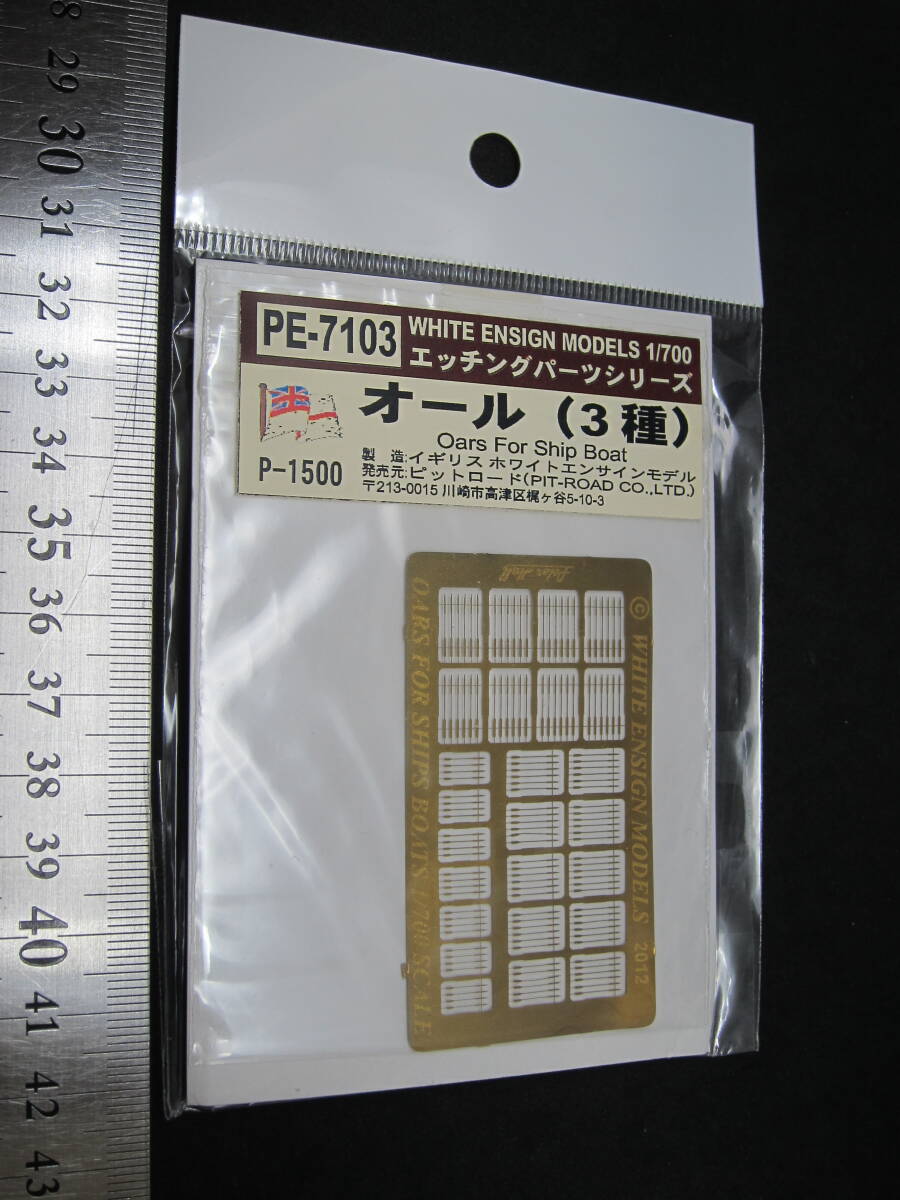 28
29
30
31
32
33
34
35
36
37
38
39
40
41
42
43
PE-7103
WHITE ENSIGN MODELS 1/700
エッチングパーツシリーズ
オール(3種)
Oars For Ship Boat
P-1500
製 造:イギリス ホワイトエンサインモデル
発売元:ピットロード(PIT-ROAD CO.,LTD.)
〒213-0015 川崎市高津区梶ヶ谷5-10-3
Peter Hall
OARS FOR SHIPS BOATS 1/700 SCALE
© WHITE ENSIGN MODELS 2012